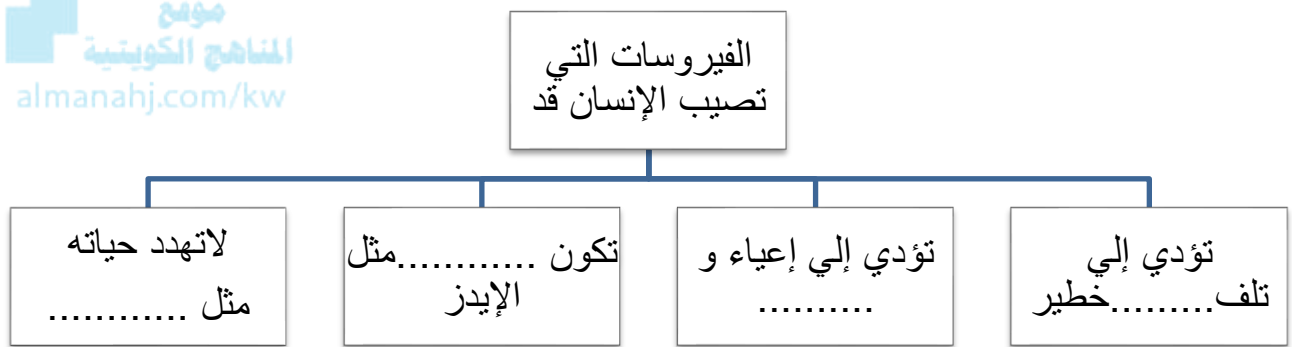 موقع
المناهج الكويتية
almanahj.com/kw
الفيروسات التي
تصيب الإنسان قد
تؤدي إلي
تلف.........خطير
تؤدي إلي إعياء و
..........
تكون ............مثل
الإيدز
لاتهدد حياته
مثل ............